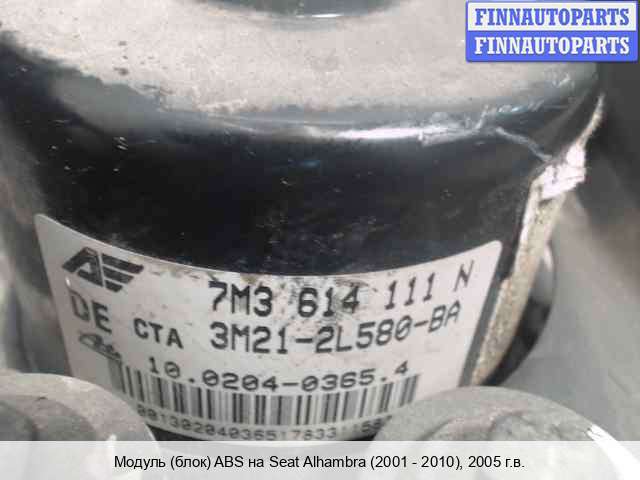 FINNAUTOPARTS
FINNAUTOPARTS
7M3 614 111 N
DE CTA 3M21-2L580-BA
Ate
10.0204-0365.4
Модуль (блок) ABS на Seat Alhambra (2001 - 2010), 2005 г.в.